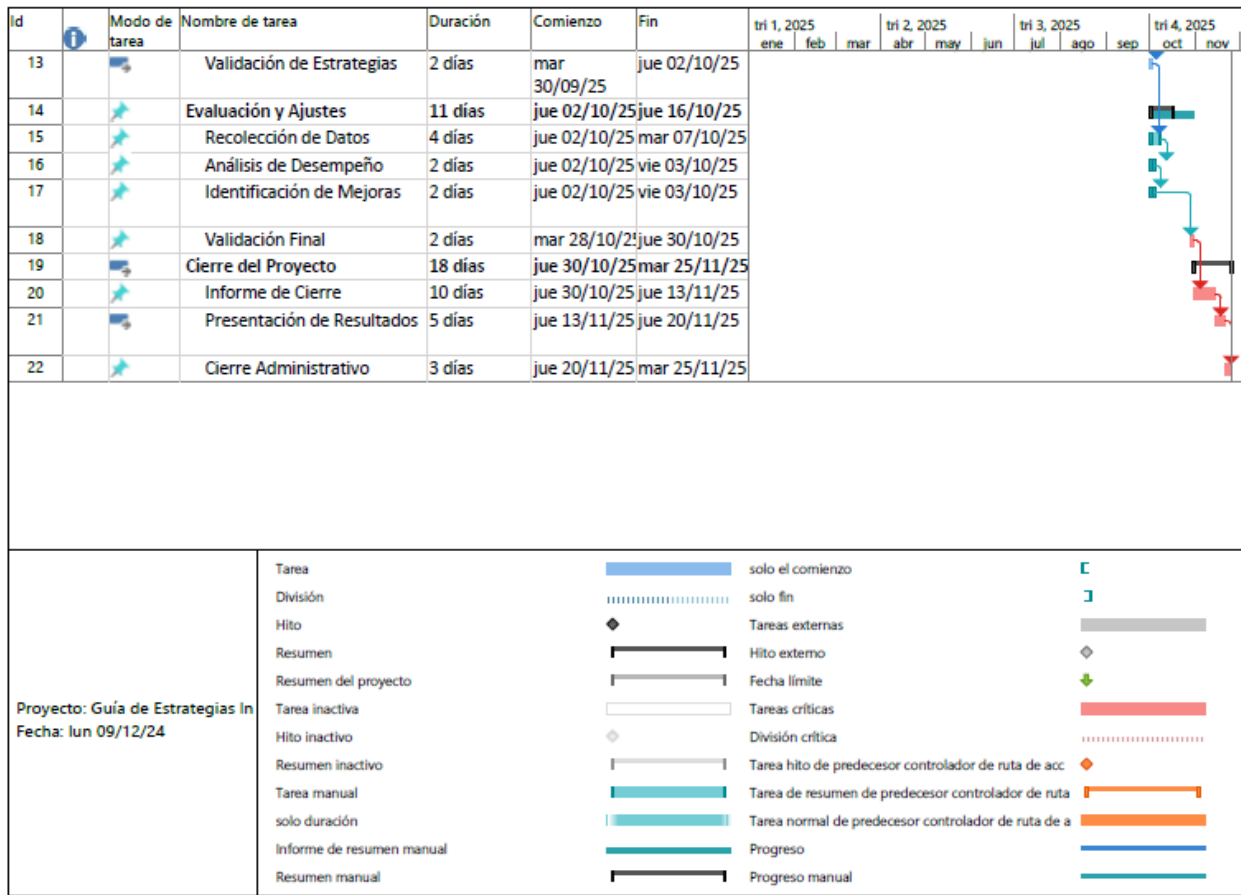 Id Modo de tarea Nombre de tarea Duración Comienzo Fin
tri 1, 2025 tri 2, 2025 tri 3, 2025 tri 4, 2025
ene feb mar abr may jun jul ago sep oct nov
13 Validación de Estrategias 2 días mar 30/09/25 jue 02/10/25
14 Evaluación y Ajustes 11 días jue 02/10/25 jue 16/10/25
15 Recolección de Datos 4 días jue 02/10/25 mar 07/10/25
16 Análisis de Desempeño 2 días jue 02/10/25 vie 03/10/25
17 Identificación de Mejoras 2 días jue 02/10/25 vie 03/10/25
18 Validación Final 2 días mar 28/10/25 jue 30/10/25
19 Cierre del Proyecto 18 días jue 30/10/25 mar 25/11/25
20 Informe de Cierre 10 días jue 30/10/25 jue 13/11/25
21 Presentación de Resultados 5 días jue 13/11/25 jue 20/11/25
22 Cierre Administrativo 3 días jue 20/11/25 mar 25/11/25
Proyecto: Guía de Estrategias In
Fecha: lun 09/12/24
Tarea
División
Hito
Resumen
Resumen del proyecto
Tarea inactiva
Hito inactivo
Resumen inactivo
Tarea manual
solo duración
Informe de resumen manual
Resumen manual
solo el comienzo
solo fin
Tareas externas
Hito externo
Fecha límite
Tareas críticas
División crítica
Tarea hito de predecesor controlador de ruta de acc
Tarea de resumen de predecesor controlador de ruta
Tarea normal de predecesor controlador de ruta de a
Progreso
Progreso manual